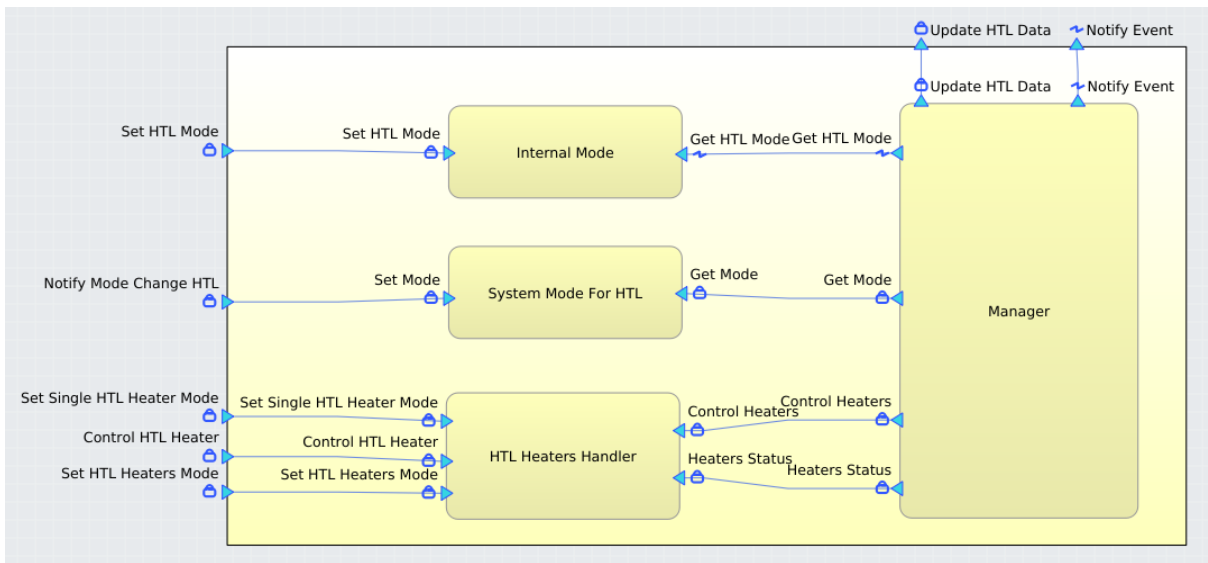 Update HTL Data
Notify Event
Update HTL Data
Notify Event
Set HTL Mode
Set HTL Mode
Internal Mode
Get HTL Mode
Get HTL Mode
Notify Mode Change HTL
Set Mode
System Mode For HTL
Get Mode
Get Mode
Manager
Set Single HTL Heater Mode
Set Single HTL Heater Mode
Control Heaters
Control Heaters
Control HTL Heater
Control HTL Heater
HTL Heaters Handler
Heaters Status
Heaters Status
Set HTL Heaters Mode
Set HTL Heaters Mode